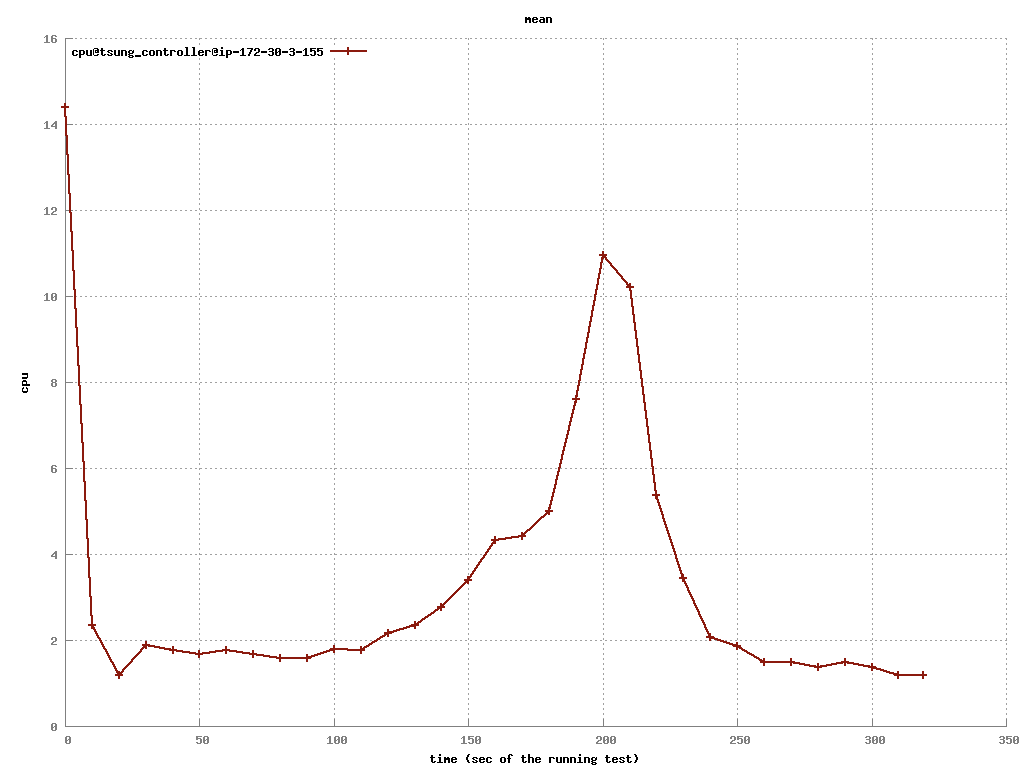 mean
16
cpu@tsung_controller@ip-172-30-3-155
14
12
10
8
6
4
2
0
cpu
0 50 100 150 200 250 300 350
time (sec of the running test)